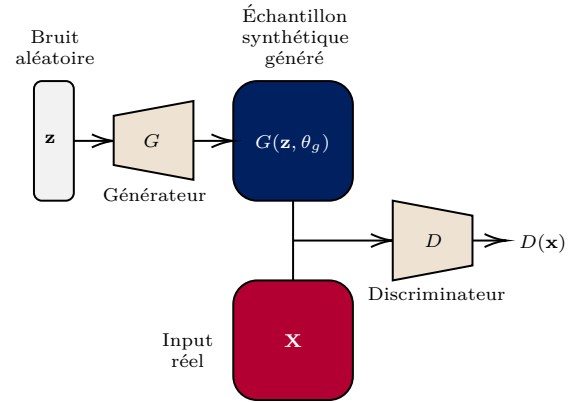 Bruit
aléatoire
Échantillon
synthétique
généré
z
G
G(z, θ_g)
Générateur
D
D(x)
Discriminateur
Input
réel
X